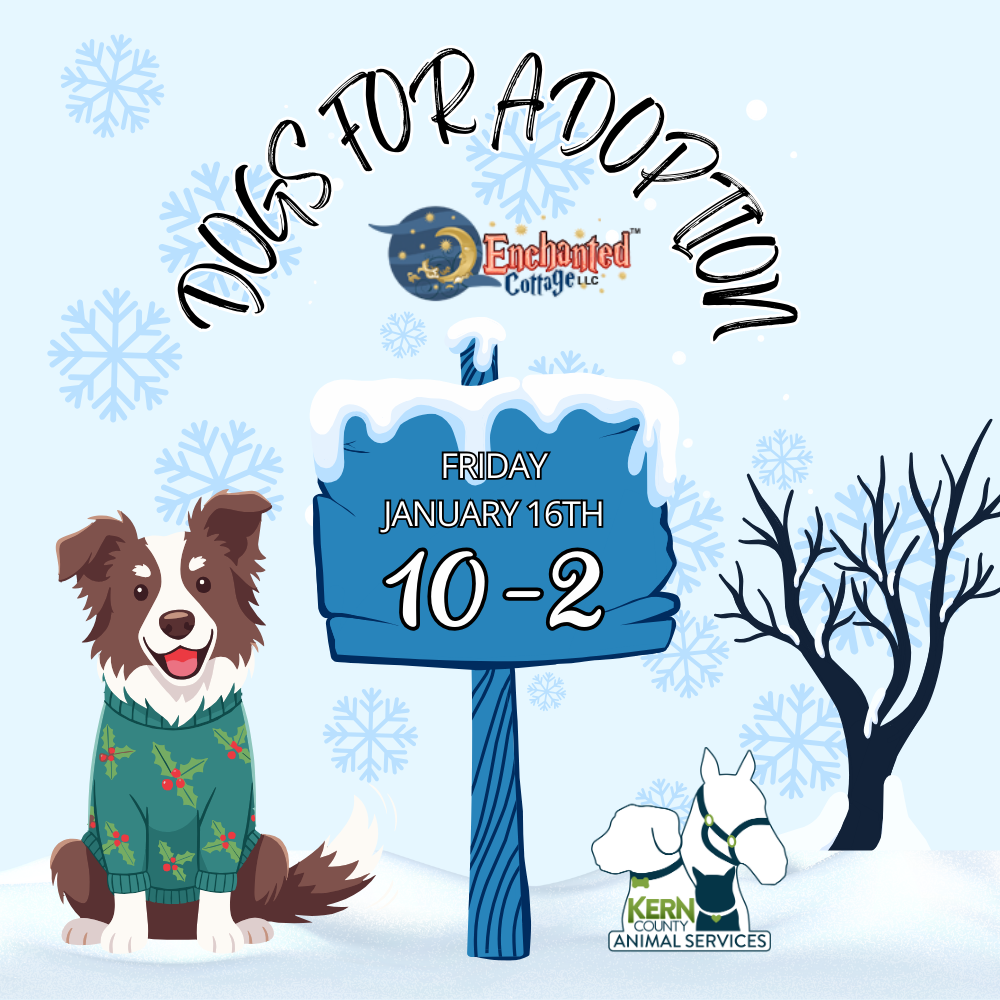 DOGS FOR ADOPTION
Enchanted™
Cottage LLC
FRIDAY
JANUARY 16TH
10-2
KERN
COUNTY
ANIMAL SERVICES